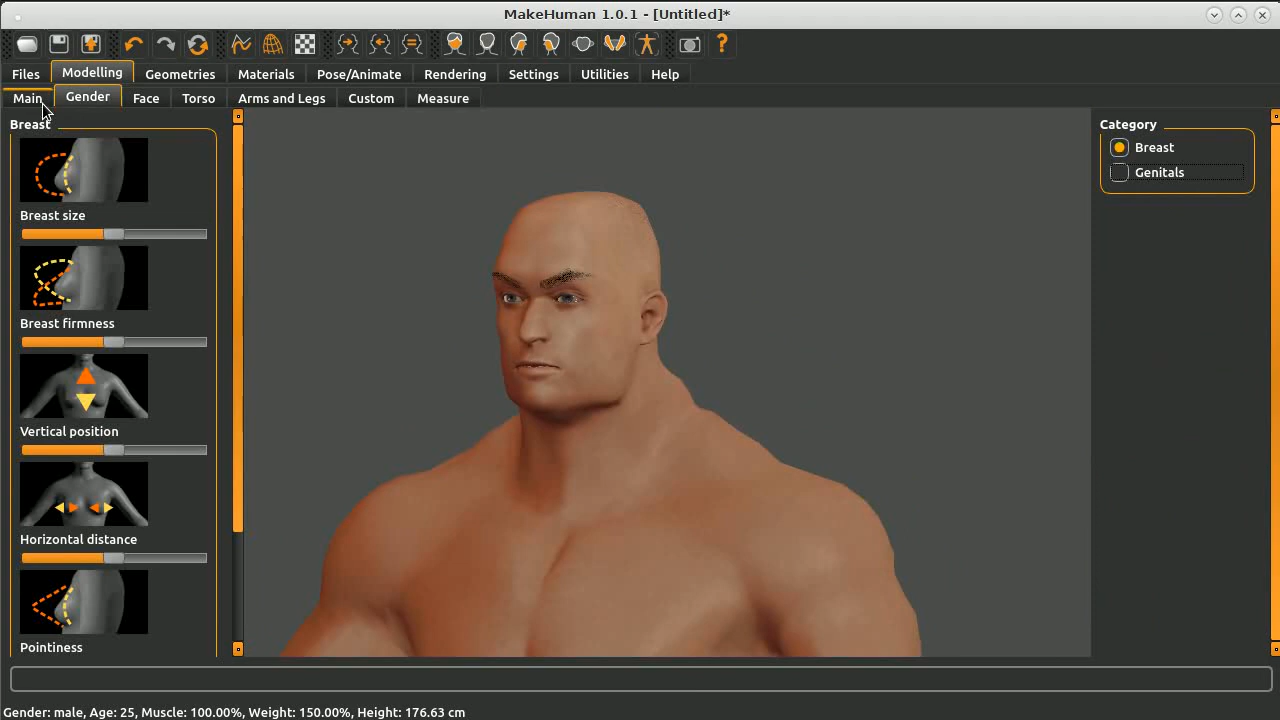 MakeHuman 1.0.1 - [Untitled]*
Files Modelling Geometries Materials Pose/Animate Rendering Settings Utilities Help
Main Gender Face Torso Arms and Legs Custom Measure
Breast
Breast size
Breast firmness
Vertical position
Horizontal distance
Pointiness
Category
Breast
Genitals
Gender: male, Age: 25, Muscle: 100.00%, Weight: 150.00%, Height: 176.63 cm